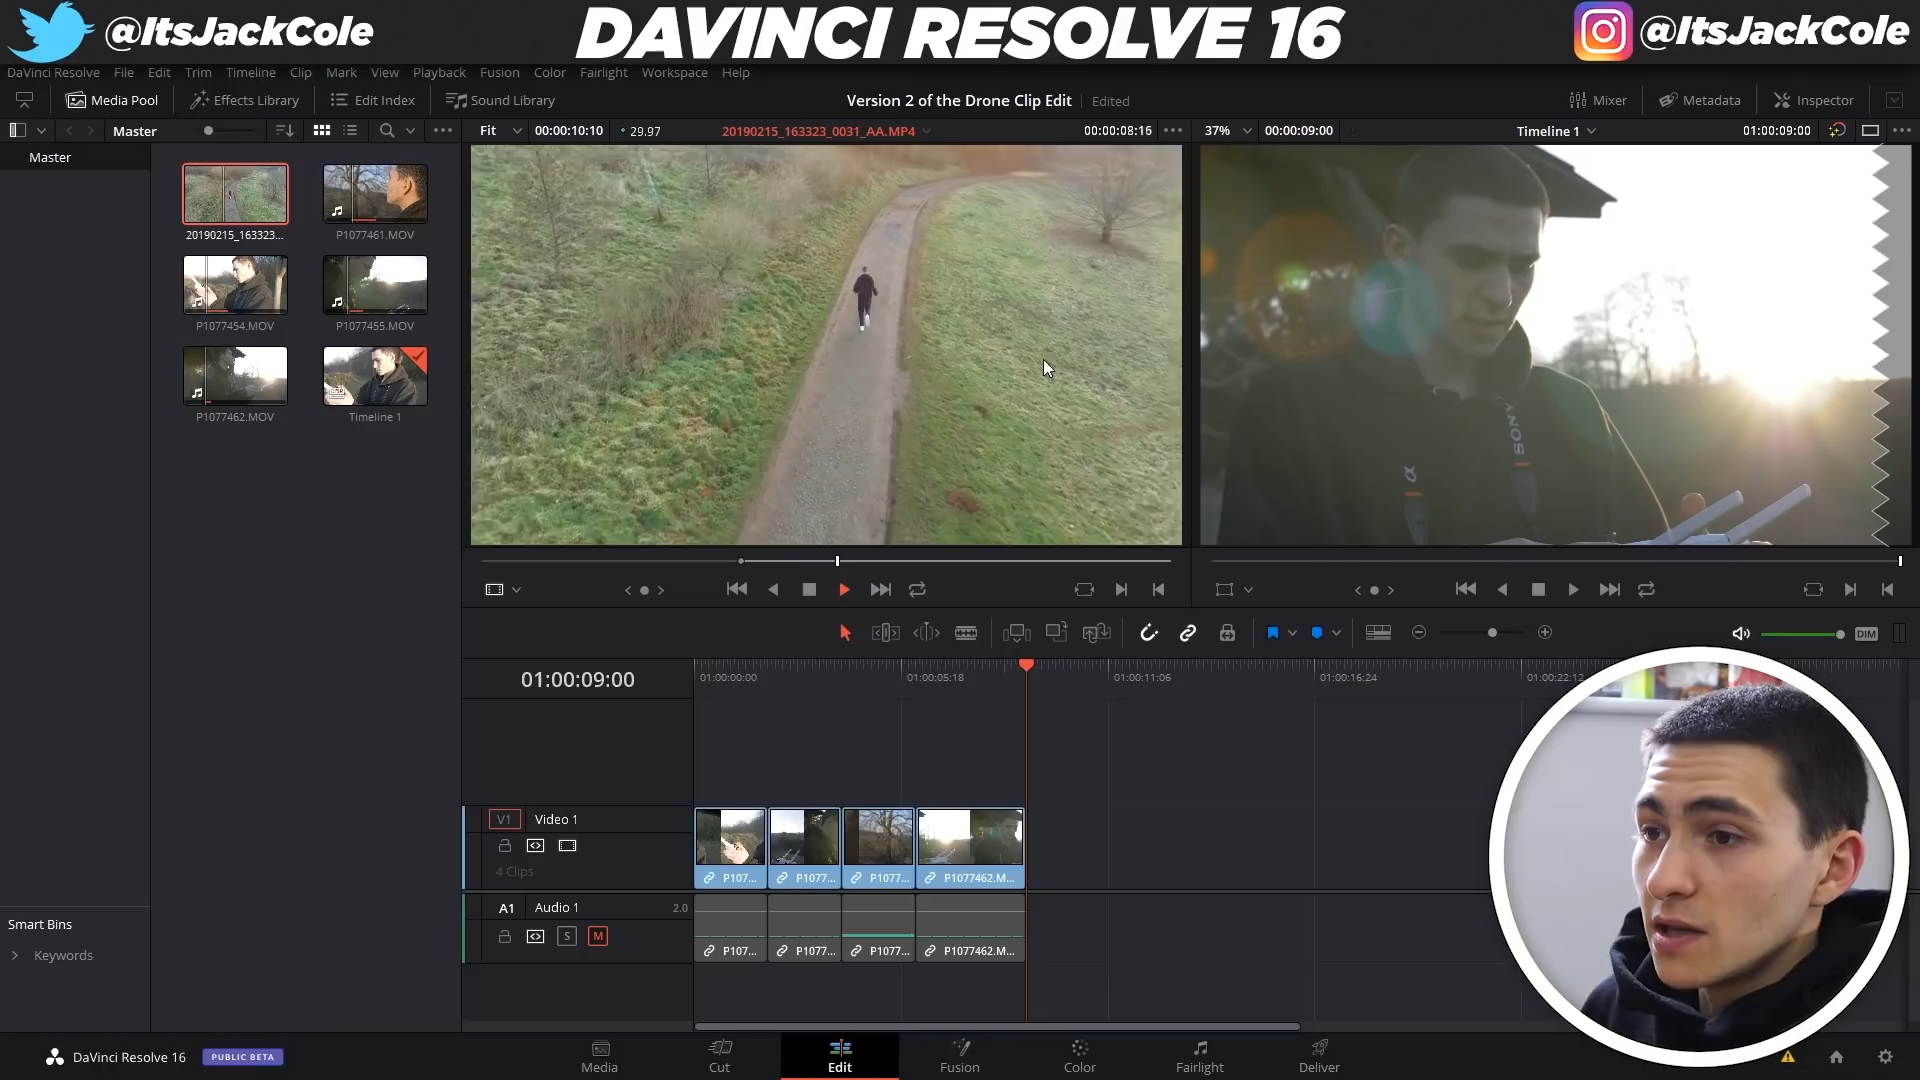 @ItsJackCole
DAVINCI RESOLVE 16
@ItsJackCole
DaVinci Resolve File Edit Trim Timeline Clip Mark View Playback Fusion Color Fairlight Workspace Help
Media Pool Effects Library Edit Index Sound Library Version 2 of the Drone Clip Edit Edited Mixer Metadata Inspector
Master Fit 00:00:10:10 29.97 20190215_163323_0031_AA.MP4 00:00:08:16 37% 00:00:09:00 Timeline 1 01:00:09:00
Master
20190215_163323... P1077461.MOV
P1077454.MOV P1077455.MOV
P1077462.MOV Timeline 1
SONY
α
DIM
01:00:09:00 01:00:00:00 01:00:05:18 01:00:11:06 01:00:16:24 01:00:22:12
V1 Video 1
4 Clips
P107... P1077... P1077... P1077462.M...
A1 Audio 1 2.0
S M
P107... P1077... P1077... P1077462.M...
Smart Bins
Keywords
DaVinci Resolve 16 PUBLIC BETA
Media Cut Edit Fusion Color Fairlight Deliver